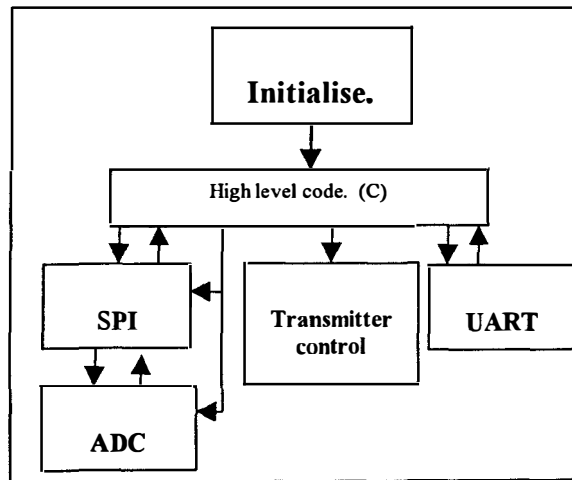 Initialise.
High level code. (C)
SPI
Transmitter
control
UART
ADC